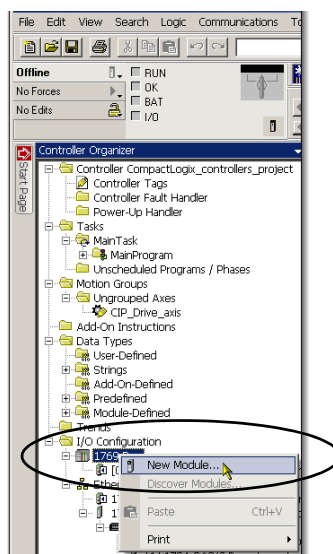 File Edit View Search Logic Communications
Offline
RUN
No Forces
OK
BAT
No Edits
I/O
Start Page
Controller Organizer
Controller CompactLogix_controllers_project
Controller Tags
Controller Fault Handler
Power-Up Handler
Tasks
MainTask
MainProgram
Unscheduled Programs / Phases
Motion Groups
Ungrouped Axes
CIP_Drive_axis
Add-On Instructions
Data Types
User-Defined
Strings
Add-On-Defined
Predefined
Module-Defined
Trends
I/O Configuration
1769
New Module...
Discover Modules...
Paste Ctrl+V
Print